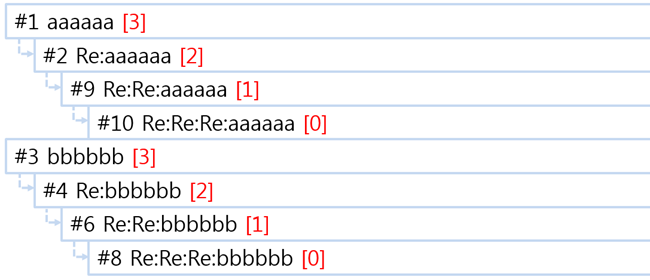 #1 aaaaaa [3]
#2 Re:aaaaaa [2]
#9 Re:Re:aaaaaa [1]
#10 Re:Re:Re:aaaaaa [0]
#3 bbbbbb [3]
#4 Re:bbbbbb [2]
#6 Re:Re:bbbbbb [1]
#8 Re:Re:Re:bbbbbb [0]